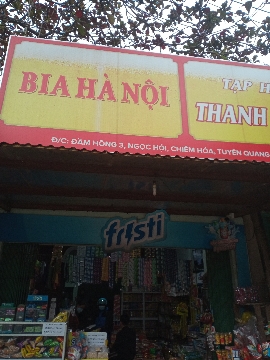 BIA HÀ NỘI
TẠP H
THANH
Đ/C: ĐẦM HỒNG 3, NGỌC HỘI, CHIÊM HÓA, TUYÊN QUANG
fristi